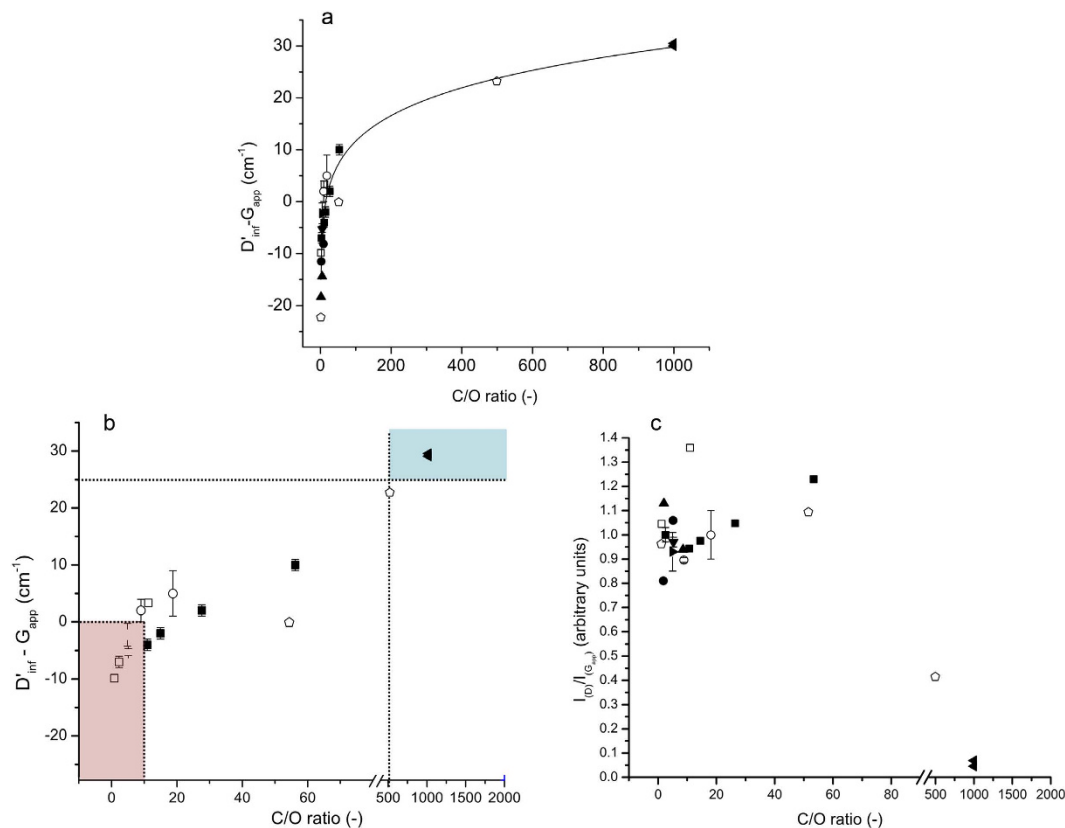 a
30
20
10
0
-10
-20
D'inf-Gapp (cm-1)
0 200 400 600 800 1000
C/O ratio (-)
b
30
20
10
0
-10
-20
D'inf - Gapp (cm-1)
0 20 40 60 500 1000 1500 2000
C/O ratio (-)
c
1.4
1.3
1.2
1.1
1.0
0.9
0.8
0.7
0.6
0.5
0.4
0.3
0.2
0.1
0.0
I(D)/I(Gapp) (arbitrary units)
0 20 40 60 80 500 1000 1500 2000
C/O ratio (-)